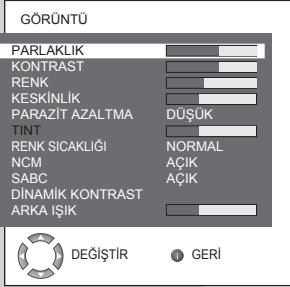 GÖRÜNTÜ
PARLAKLIK
KONTRAST
RENK
KESKİNLİK
PARAZİT AZALTMA DÜŞÜK
TINT
RENK SICAKLIĞI NORMAL
NCM AÇIK
SABC AÇIK
DİNAMİK KONTRAST
ARKA IŞIK
DEĞİŞTİR GERİ